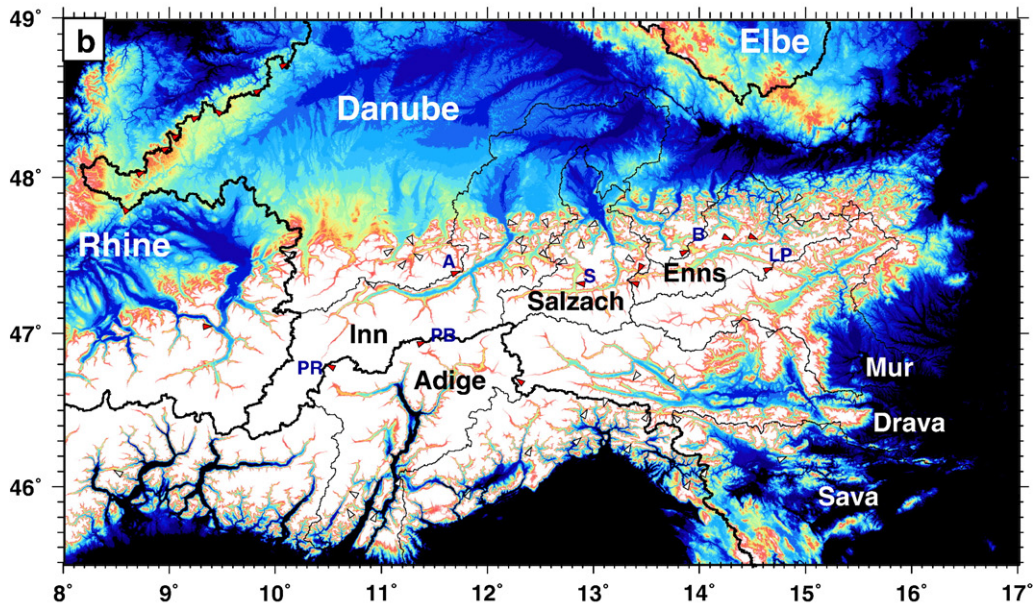 b
49°
48°
47°
46°
Elbe
Danube
Rhine
B
A
LP
S
Enns
Salzach
Inn
PB
PR
Adige
Mur
Drava
Sava
8°
9°
10°
11°
12°
13°
14°
15°
16°
17°